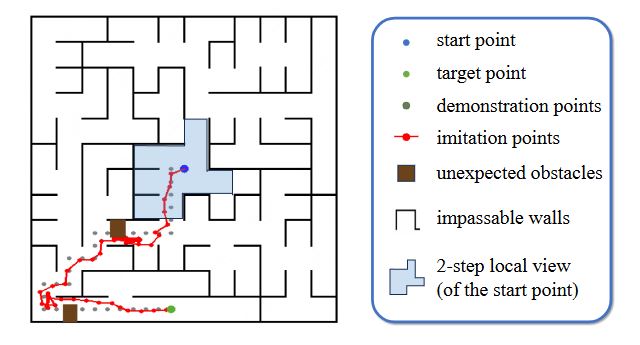 start point
target point
demonstration points
imitation points
unexpected obstacles
impassable walls
2-step local view
(of the start point)